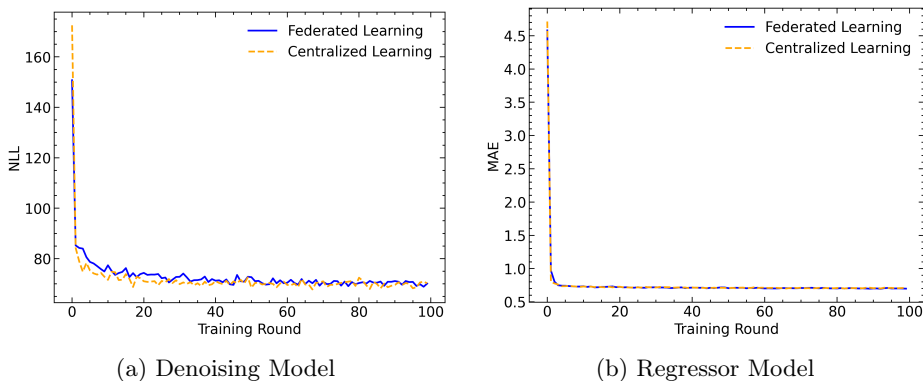 Federated Learning
Centralized Learning
160
140
120
100
80
NLL
0 20 40 60 80 100
Training Round
(a) Denoising Model
Federated Learning
Centralized Learning
4.5
4.0
3.5
3.0
2.5
2.0
1.5
1.0
0.5
MAE
0 20 40 60 80 100
Training Round
(b) Regressor Model